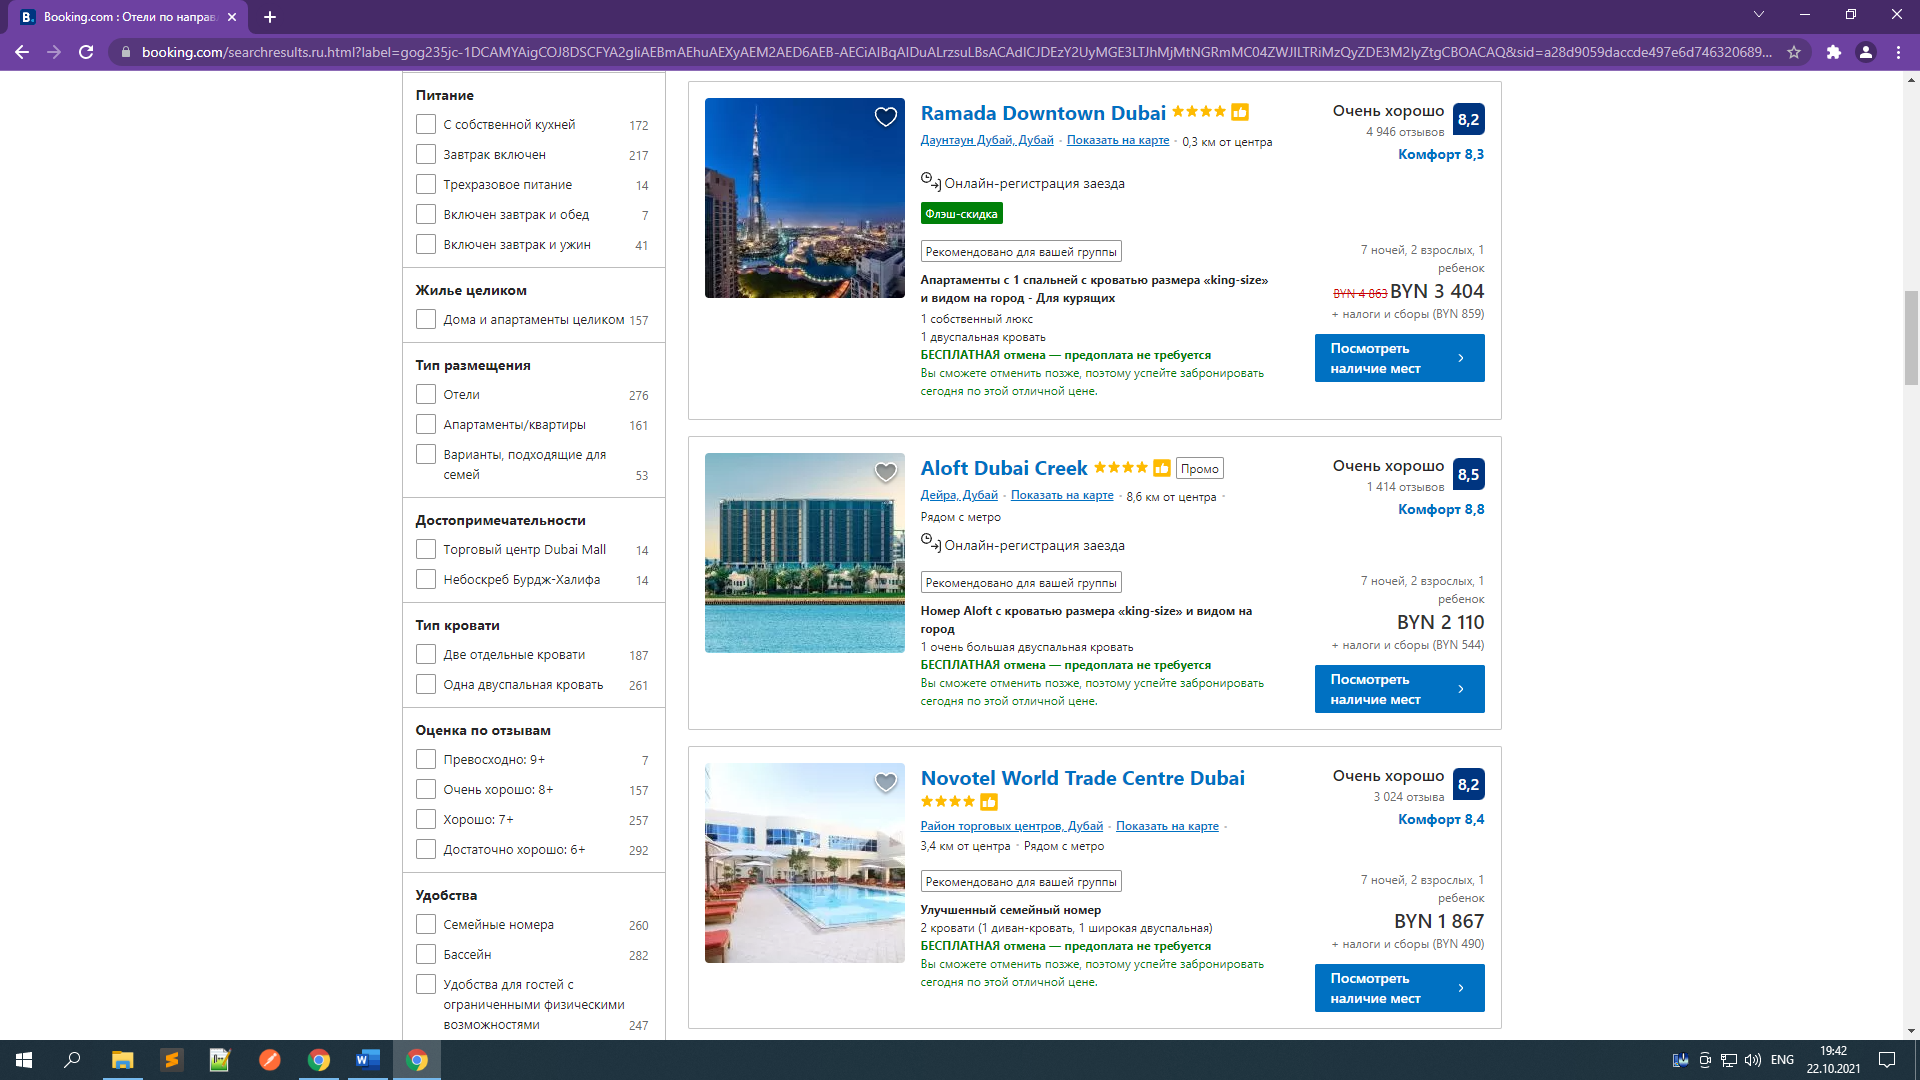 B. Booking.com : Отели по направ
booking.com/searchresults.ru.html?label=gog235jc-1DCAMYAigCOJ8DSCFYA2gIiAEBmAEhuAEXyAEM2AED6AEB-AECiAIBqAIDuALrzsuLBsACAdICJDEzY2UyMGE3LTJhMjMtNGRmMC04ZWJlLTRiMzQyZDE3M2IyZtgCBOACAQ&sid=a28d9059daccde497e6d746320689...
Питание
С собственной кухней 172
Завтрак включен 217
Трехразовое питание 14
Включен завтрак и обед 7
Включен завтрак и ужин 41
Жилье целиком
Дома и апартаменты целиком 157
Тип размещения
Отели 276
Апартаменты/квартиры 161
Варианты, подходящие для
семей 53
Достопримечательности
Торговый центр Dubai Mall 14
Небоскреб Бурдж-Халифа 14
Тип кровати
Две отдельные кровати 187
Одна двуспальная кровать 261
Оценка по отзывам
Превосходно: 9+ 7
Очень хорошо: 8+ 157
Хорошо: 7+ 257
Достаточно хорошо: 6+ 292
Удобства
Семейные номера 260
Бассейн 282
Удобства для гостей с
ограниченными физическими
возможностями 247
Ramada Downtown Dubai
Даунтаун Дубай, Дубай · Показать на карте · 0,3 км от центра
Онлайн-регистрация заезда
Флэш-скидка
Рекомендовано для вашей группы
Апартаменты с 1 спальней с кроватью размера «king-size»
и видом на город - Для курящих
1 собственный люкс
1 двуспальная кровать
БЕСПЛАТНАЯ отмена — предоплата не требуется
Вы сможете отменить позже, поэтому успейте забронировать
сегодня по этой отличной цене.
Очень хорошо 8,2
4 946 отзывов
Комфорт 8,3
7 ночей, 2 взрослых, 1
ребенок
BYN 4 863 BYN 3 404
+ налоги и сборы (BYN 859)
Посмотреть
наличие мест
Aloft Dubai Creek Промо
Дейра, Дубай · Показать на карте · 8,6 км от центра ·
Рядом с метро
Онлайн-регистрация заезда
Рекомендовано для вашей группы
Номер Aloft с кроватью размера «king-size» и видом на
город
1 очень большая двуспальная кровать
БЕСПЛАТНАЯ отмена — предоплата не требуется
Вы сможете отменить позже, поэтому успейте забронировать
сегодня по этой отличной цене.
Очень хорошо 8,5
1 414 отзывов
Комфорт 8,8
7 ночей, 2 взрослых, 1
ребенок
BYN 2 110
+ налоги и сборы (BYN 544)
Посмотреть
наличие мест
Novotel World Trade Centre Dubai
Район торговых центров, Дубай · Показать на карте ·
3,4 км от центра · Рядом с метро
Рекомендовано для вашей группы
Улучшенный семейный номер
2 кровати (1 диван-кровать, 1 широкая двуспальная)
БЕСПЛАТНАЯ отмена — предоплата не требуется
Вы сможете отменить позже, поэтому успейте забронировать
сегодня по этой отличной цене.
Очень хорошо 8,2
3 024 отзыва
Комфорт 8,4
7 ночей, 2 взрослых, 1
ребенок
BYN 1 867
+ налоги и сборы (BYN 490)
Посмотреть
наличие мест
ENG
19:42
22.10.2021